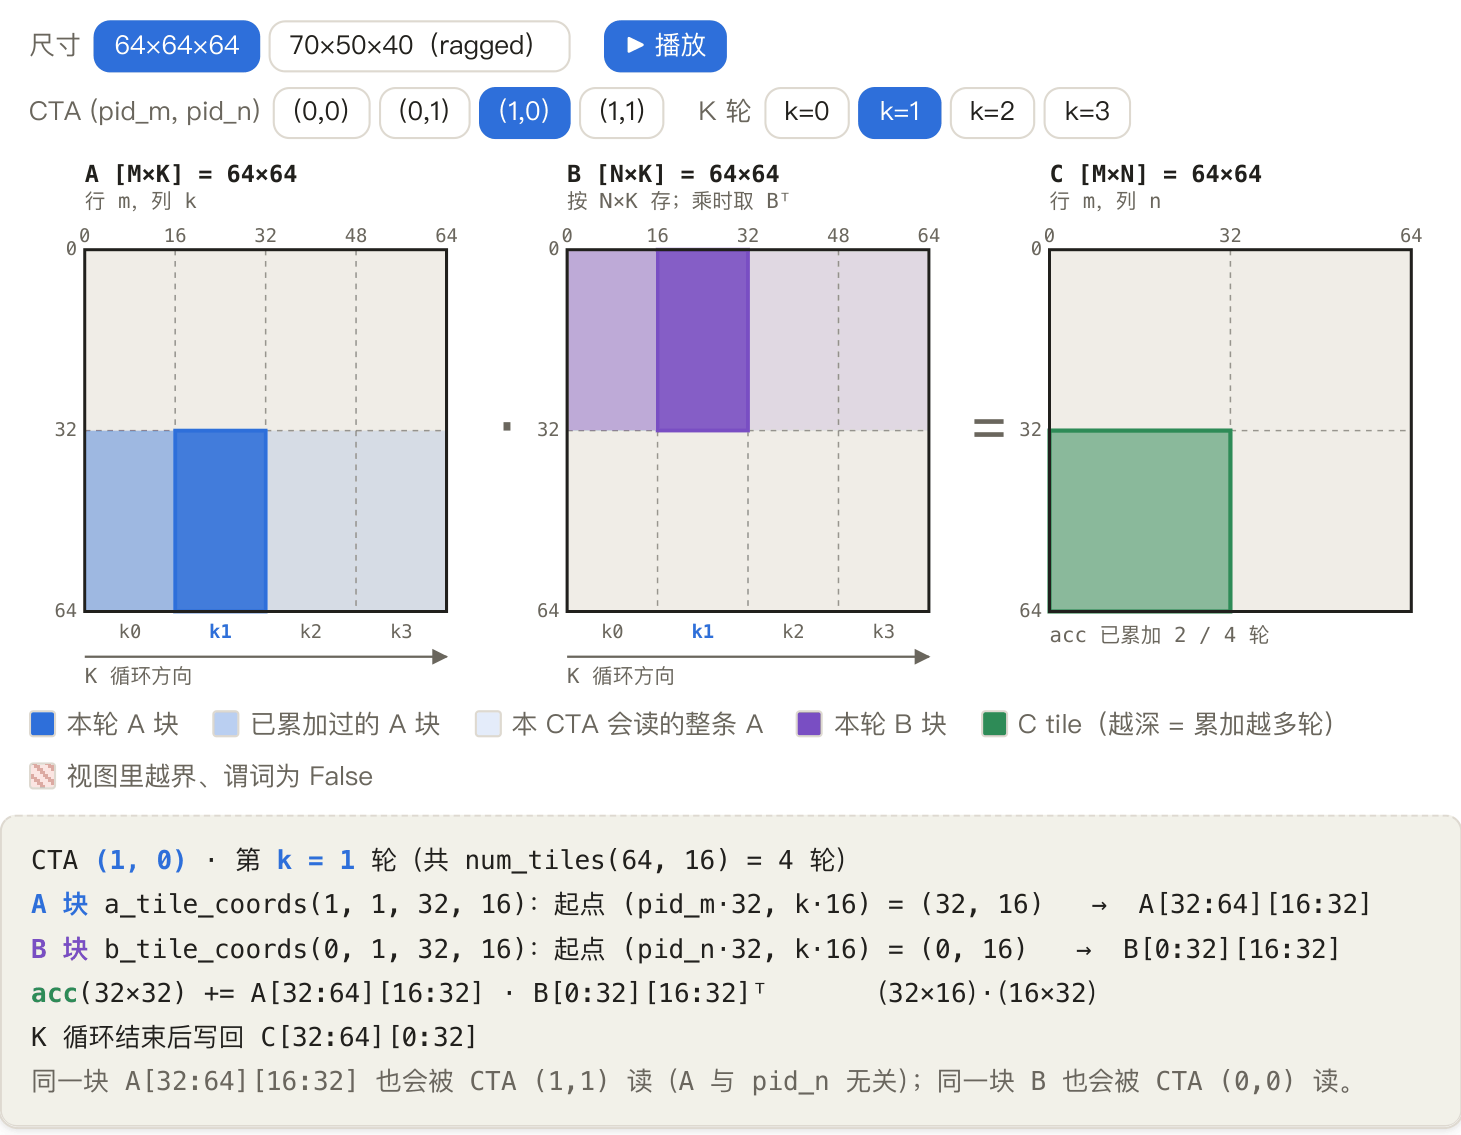 尺寸 64×64×64 70×50×40（ragged） ▶ 播放
CTA (pid_m, pid_n) (0,0) (0,1) (1,0) (1,1) K 轮 k=0 k=1 k=2 k=3
A [M×K] = 64×64
行 m, 列 k
0 16 32 48 64
0
32
64
k0 k1 k2 k3
K 循环方向
·
B [N×K] = 64×64
按 N×K 存；乘时取 Bᵀ
0 16 32 48 64
0
32
64
k0 k1 k2 k3
K 循环方向
=
C [M×N] = 64×64
行 m, 列 n
0 32 64
0
32
64
acc 已累加 2 / 4 轮
本轮 A 块 已累加过的 A 块 本 CTA 会读的整条 A 本轮 B 块 C tile（越深 = 累加越多轮）
视图里越界、谓词为 False
CTA (1, 0) · 第 k = 1 轮（共 num_tiles(64, 16) = 4 轮）
A 块 a_tile_coords(1, 1, 32, 16)：起点 (pid_m·32, k·16) = (32, 16) → A[32:64][16:32]
B 块 b_tile_coords(0, 1, 32, 16)：起点 (pid_n·32, k·16) = (0, 16) → B[0:32][16:32]
acc(32×32) += A[32:64][16:32] · B[0:32][16:32]ᵀ (32×16)·(16×32)
K 循环结束后写回 C[32:64][0:32]
同一块 A[32:64][16:32] 也会被 CTA (1,1) 读（A 与 pid_n 无关）；同一块 B 也会被 CTA (0,0) 读。